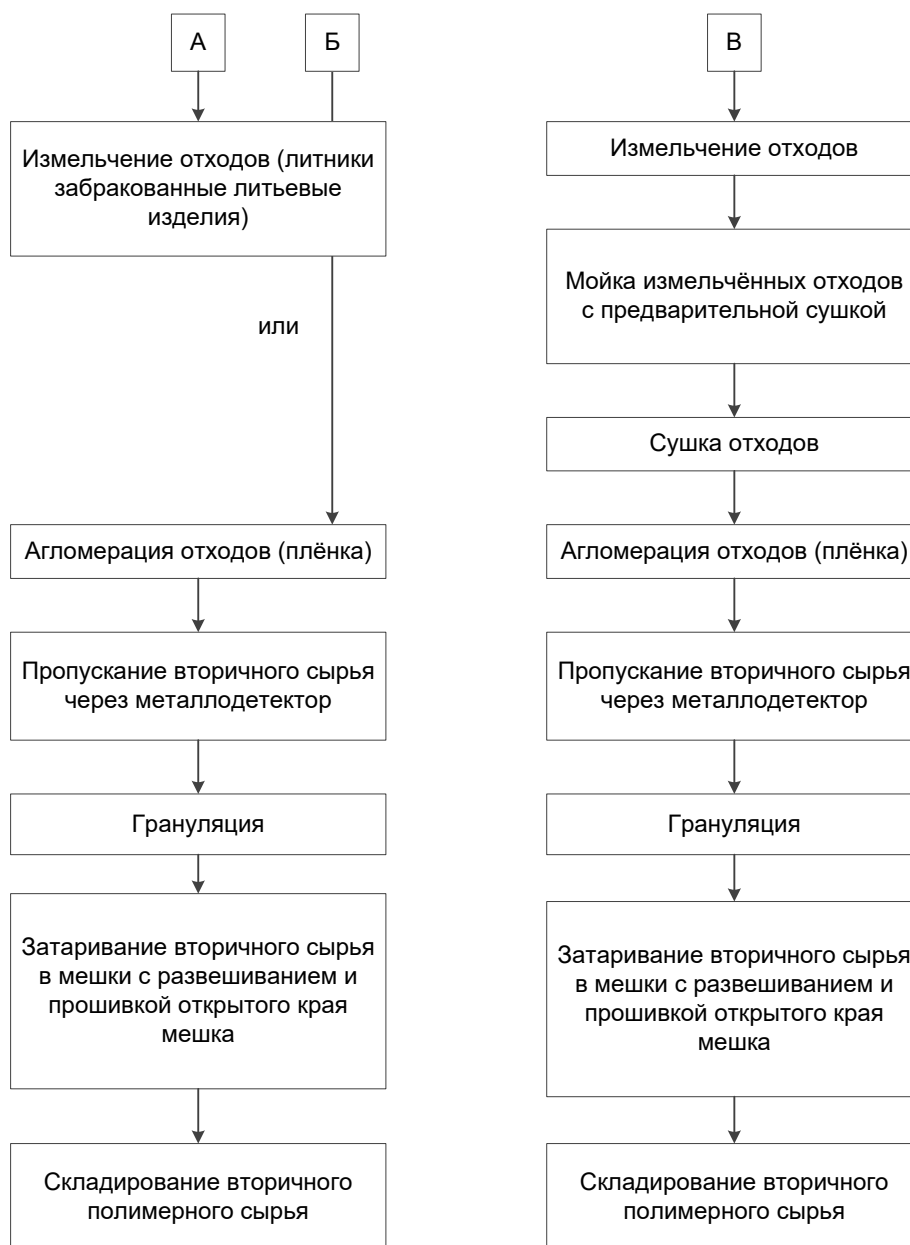 А
Б
Измельчение отходов (литники
забракованные литьевые
изделия)
или
Агломерация отходов (плёнка)
Пропускание вторичного сырья
через металлодетектор
Грануляция
Затаривание вторичного сырья
в мешки с развешиванием и
прошивкой открытого края
мешка
Складирование вторичного
полимерного сырья
В
Измельчение отходов
Мойка измельчённых отходов
с предварительной сушкой
Сушка отходов
Агломерация отходов (плёнка)
Пропускание вторичного сырья
через металлодетектор
Грануляция
Затаривание вторичного сырья
в мешки с развешиванием и
прошивкой открытого края
мешка
Складирование вторичного
полимерного сырья